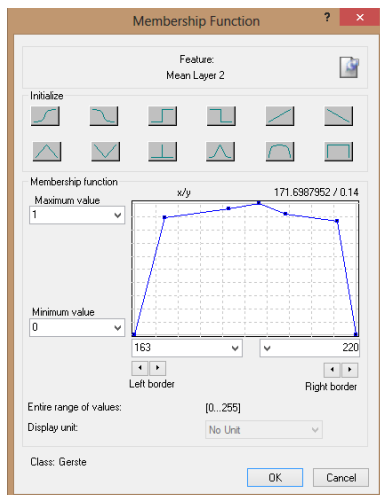 Membership Function ? ×
Feature:
Mean Layer 2
Initialize
Membership function
Maximum value
x/y 171.6987952 / 0.14
1
Minimum value
0
163 220
Left border Right border
Entire range of values: [0...255]
Display unit: No Unit
Class: Gerste
OK Cancel